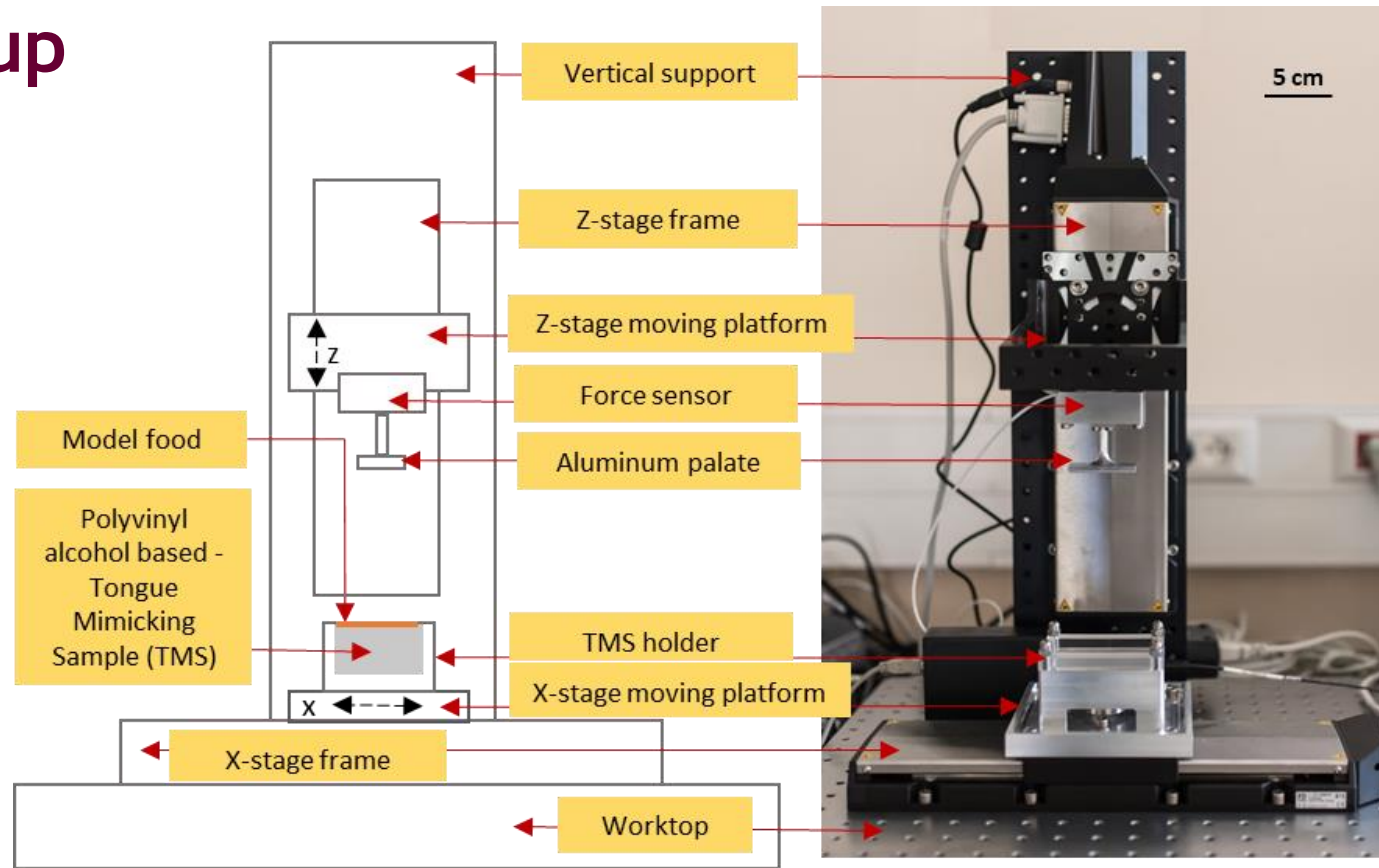 up
Vertical support
5 cm
Z-stage frame
Z-stage moving platform
Z
Force sensor
Model food
Aluminum palate
Polyvinyl
alcohol based -
Tongue
Mimicking
Sample (TMS)
TMS holder
X-stage moving platform
X
X-stage frame
Worktop